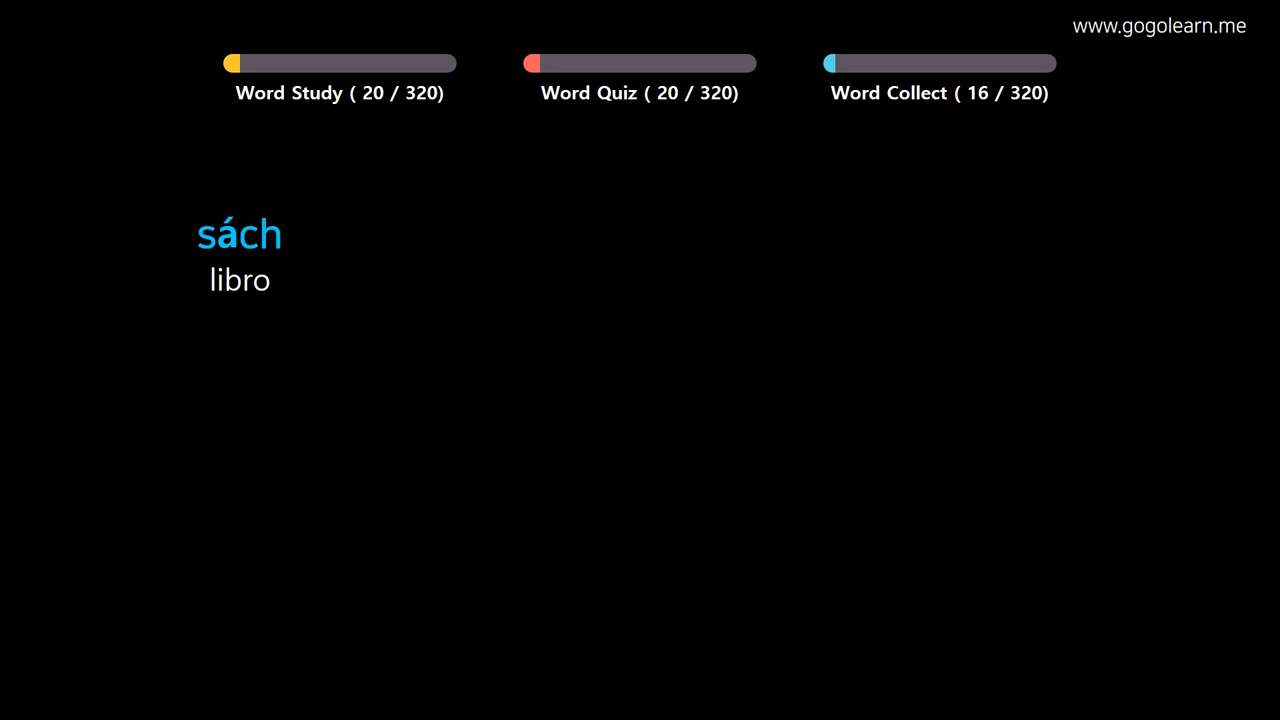 www.gogolearn.me
Word Study ( 20 / 320)
Word Quiz ( 20 / 320)
Word Collect ( 16 / 320)
sách
libro